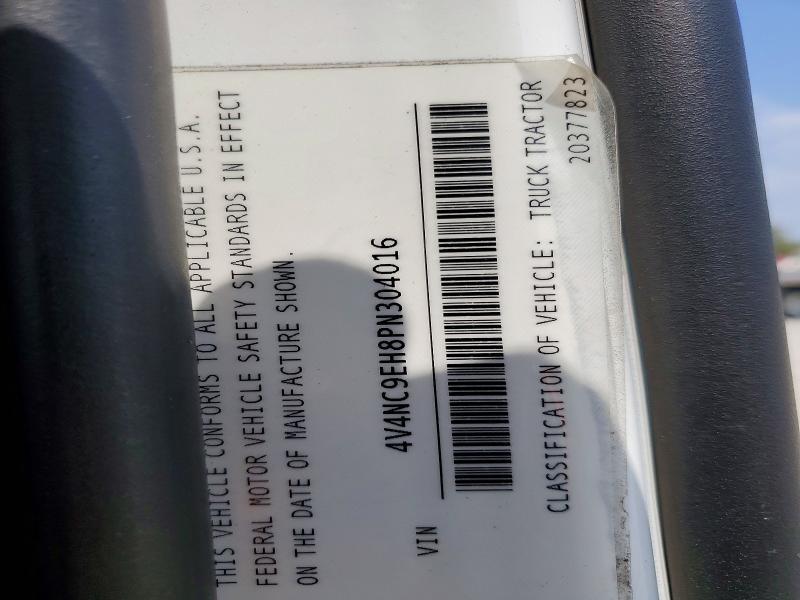 THIS VEHICLE CONFORMS TO ALL APPLICABLE U.S.A.
FEDERAL MOTOR VEHICLE SAFETY STANDARDS IN EFFECT
ON THE DATE OF MANUFACTURE SHOWN.
4V4NC9EH8PN304016
VIN
CLASSIFICATION OF VEHICLE: TRUCK TRACTOR
20377823